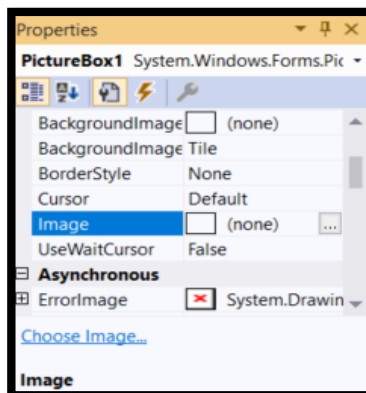 Properties
PictureBox1 System.Windows.Forms.Pic
BackgroundImage (none)
BackgroundImage Tile
BorderStyle None
Cursor Default
Image (none) ...
UseWaitCursor False
Asynchronous
ErrorImage System.Drawin
Choose Image...
Image